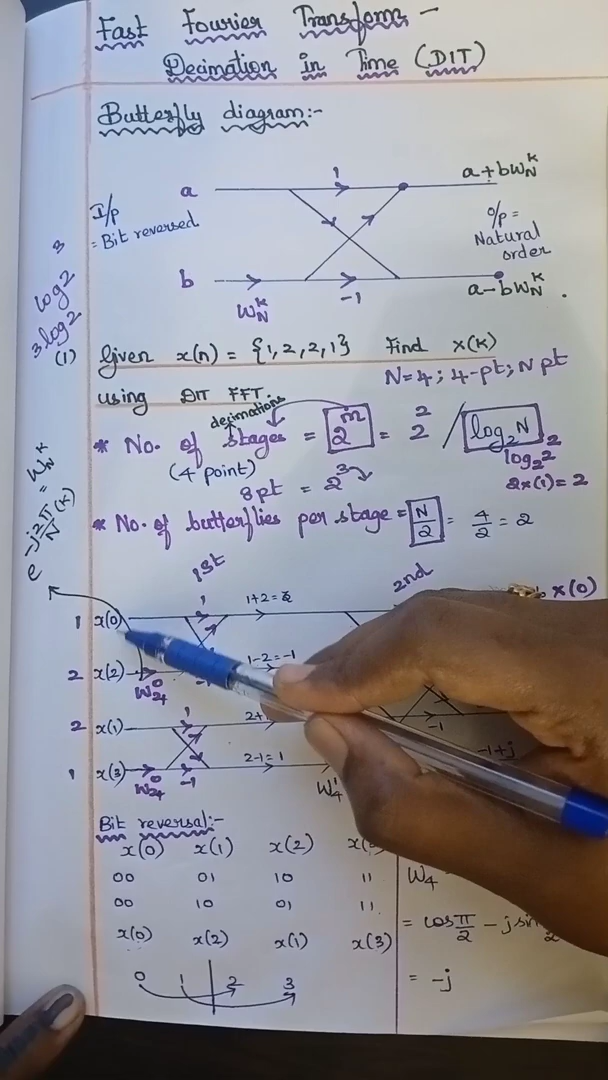 Fast Fourier Transform -
Decimation in Time (DIT)
Butterfly diagram:-
1
a
a+bW_N^k
I/p
= Bit reversed
o/p =
Natural
order
b
W_N^k
-1
a-bW_N^k.
3
log2
3log2
(1) Given x(n) = {1,2,2,1} Find X(K)
using DIT FFT.
N=4; 4-pt; N pt
decimations
* No. of stages = 2^m = 2^2 / log_2 N
(4 point)
log_2 2^2
2x(1)=2
8pt = 2^3
* No. of butterflies per stage = N/2 = 4/2 = 2
e^{-j2π/N (K)} = W_N^K
1st
2nd
1 x(0)
1
1+2=3
X(0)
2 x(2)
W_4^0
-1
1-2=-1
2 x(1)
1
-1
1 x(3)
W_4^0
-1
2-1=1
W_4^1
-1+j
Bit reversal:-
x(0) x(1) x(2)
00 01 10 11
00 10 01 11
x(0) x(2) x(1) x(3)
0 1 2 3
W_4
= cos π/2 - j
= -j